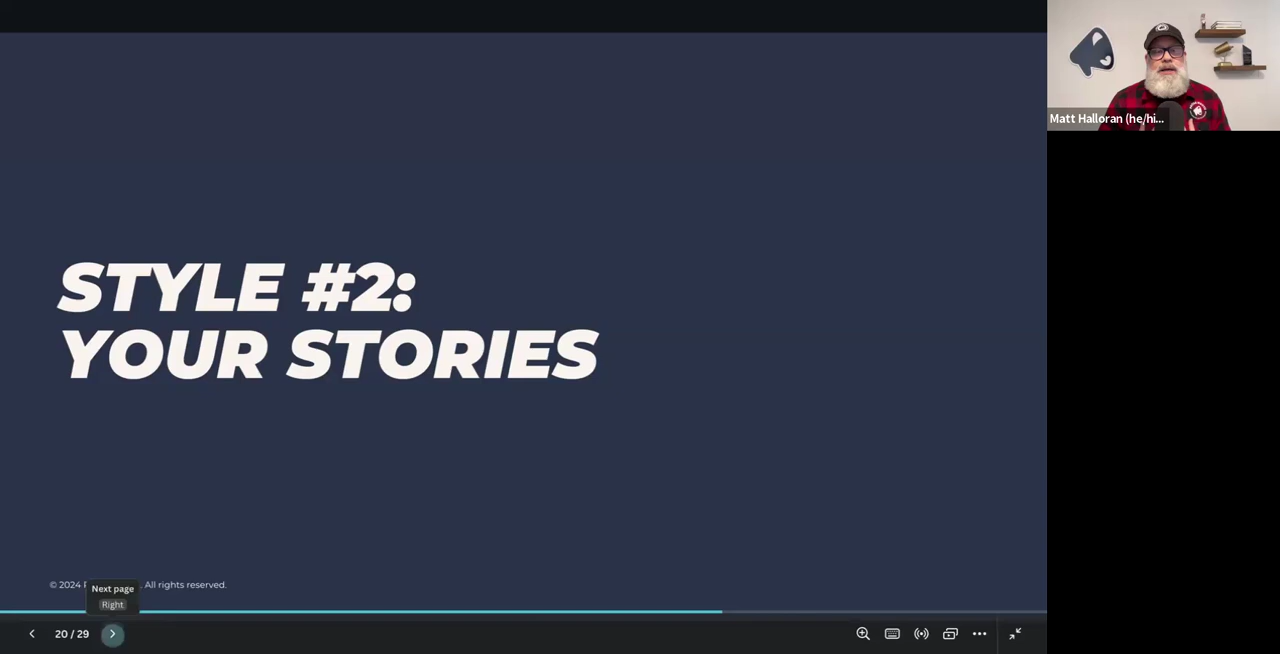 STYLE #2:
YOUR STORIES
Matt Halloran (he/hi...
© 2024 All rights reserved.
Next page
Right
20 / 29